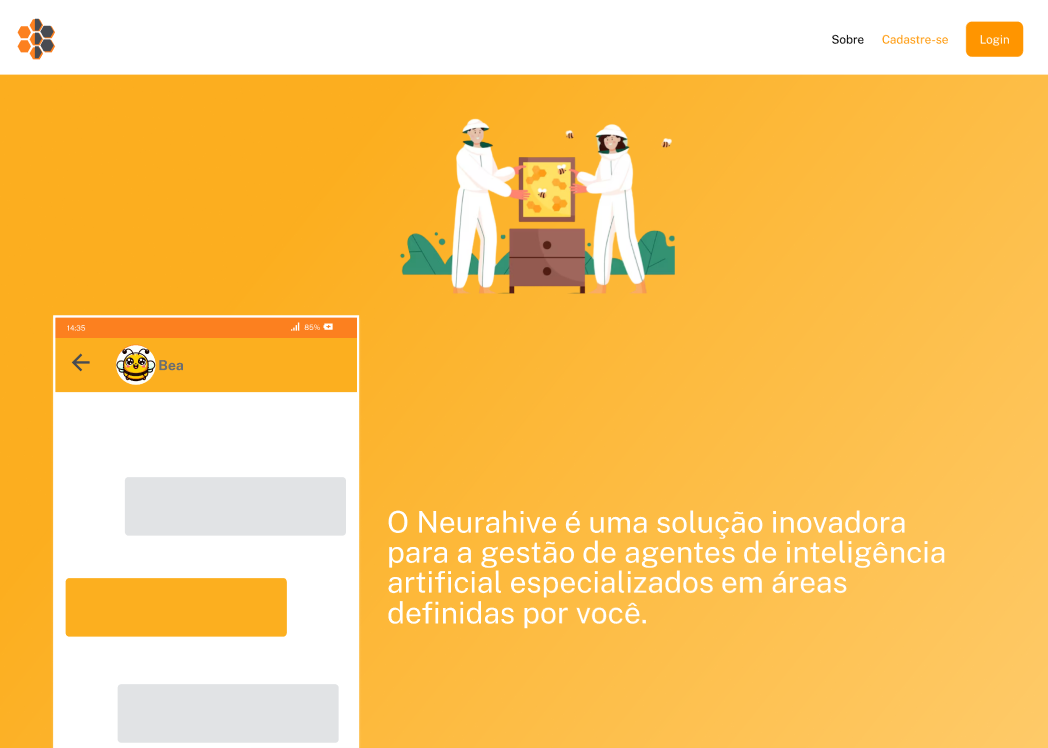 Sobre
Cadastre-se
Login
14:35
85%
Bea
O Neurahive é uma solução inovadora
para a gestão de agentes de inteligência
artificial especializados em áreas
definidas por você.